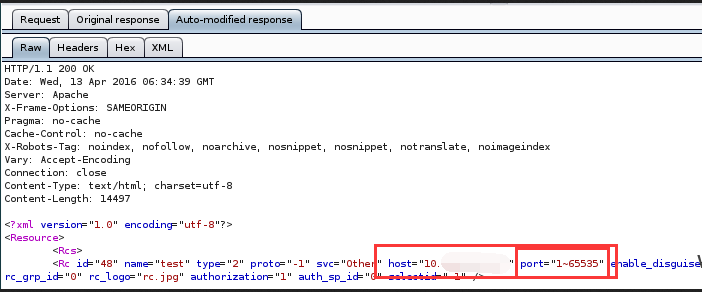 Request Original response Auto-modified response
Raw Headers Hex XML
HTTP/1.1 200 OK
Date: Wed, 13 Apr 2016 06:34:39 GMT
Server: Apache
X-Frame-Options: SAMEORIGIN
Pragma: no-cache
Cache-Control: no-cache
X-Robots-Tag: noindex, nofollow, noarchive, nosnippet, nosnippet, notranslate, noimageindex
Vary: Accept-Encoding
Connection: close
Content-Type: text/html; charset=utf-8
Content-Length: 14497
<?xml version="1.0" encoding="utf-8"?>
<Resource>
<Rcs>
<Rc id="48" name="test" type="2" proto="-1" svc="Other" host="10. " port="1~65535" enable_disguise
rc_grp_id="0" rc_logo="rc.jpg" authorization="1" auth_sp_id="0" selectid="-1" />